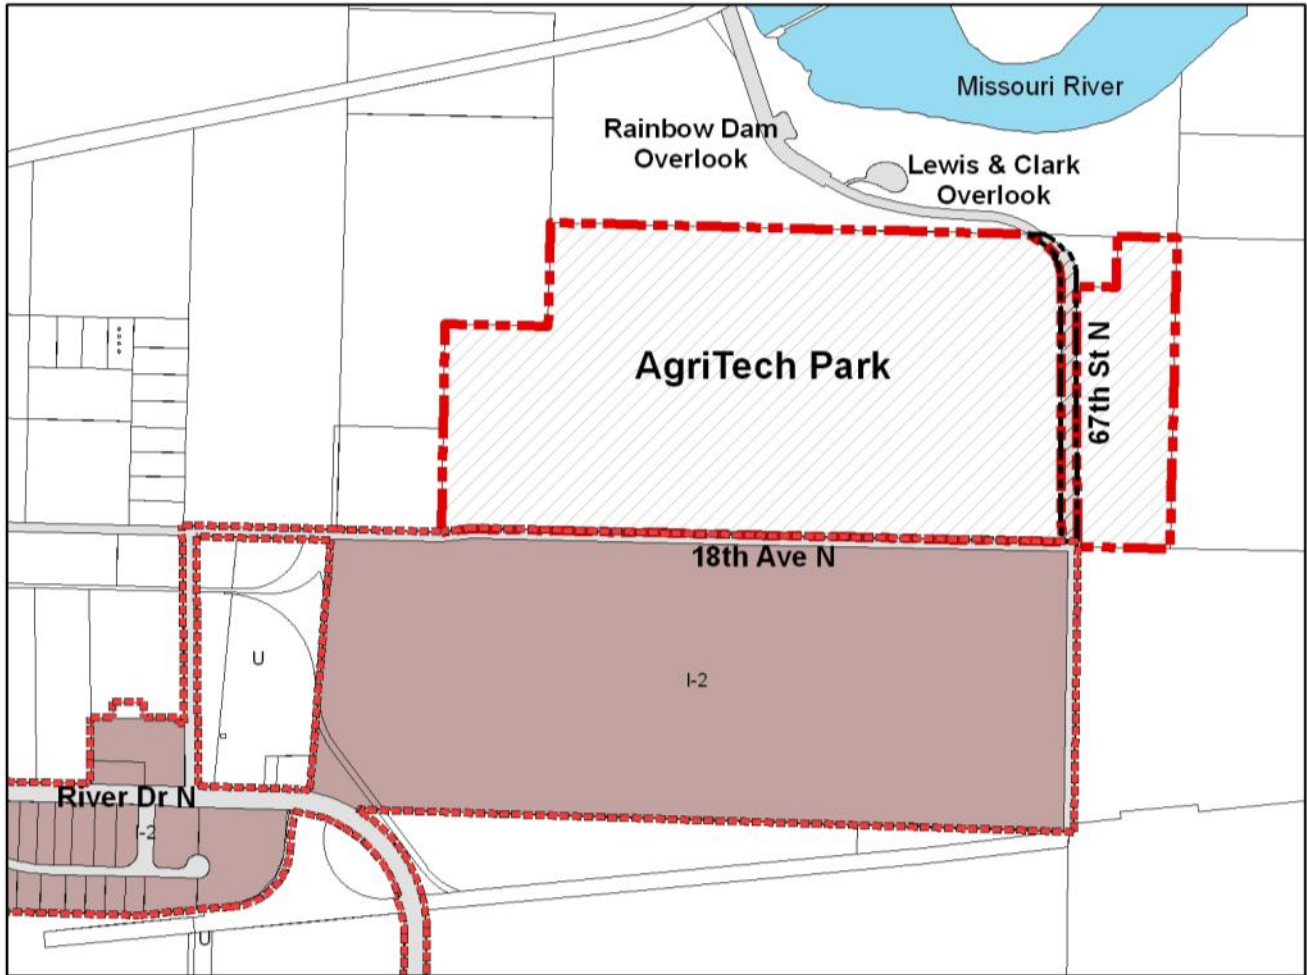 Missouri River
Rainbow Dam
Overlook
Lewis & Clark
Overlook
AgriTech Park
67th St N
18th Ave N
U
I-2
River Dr N
I-2
U